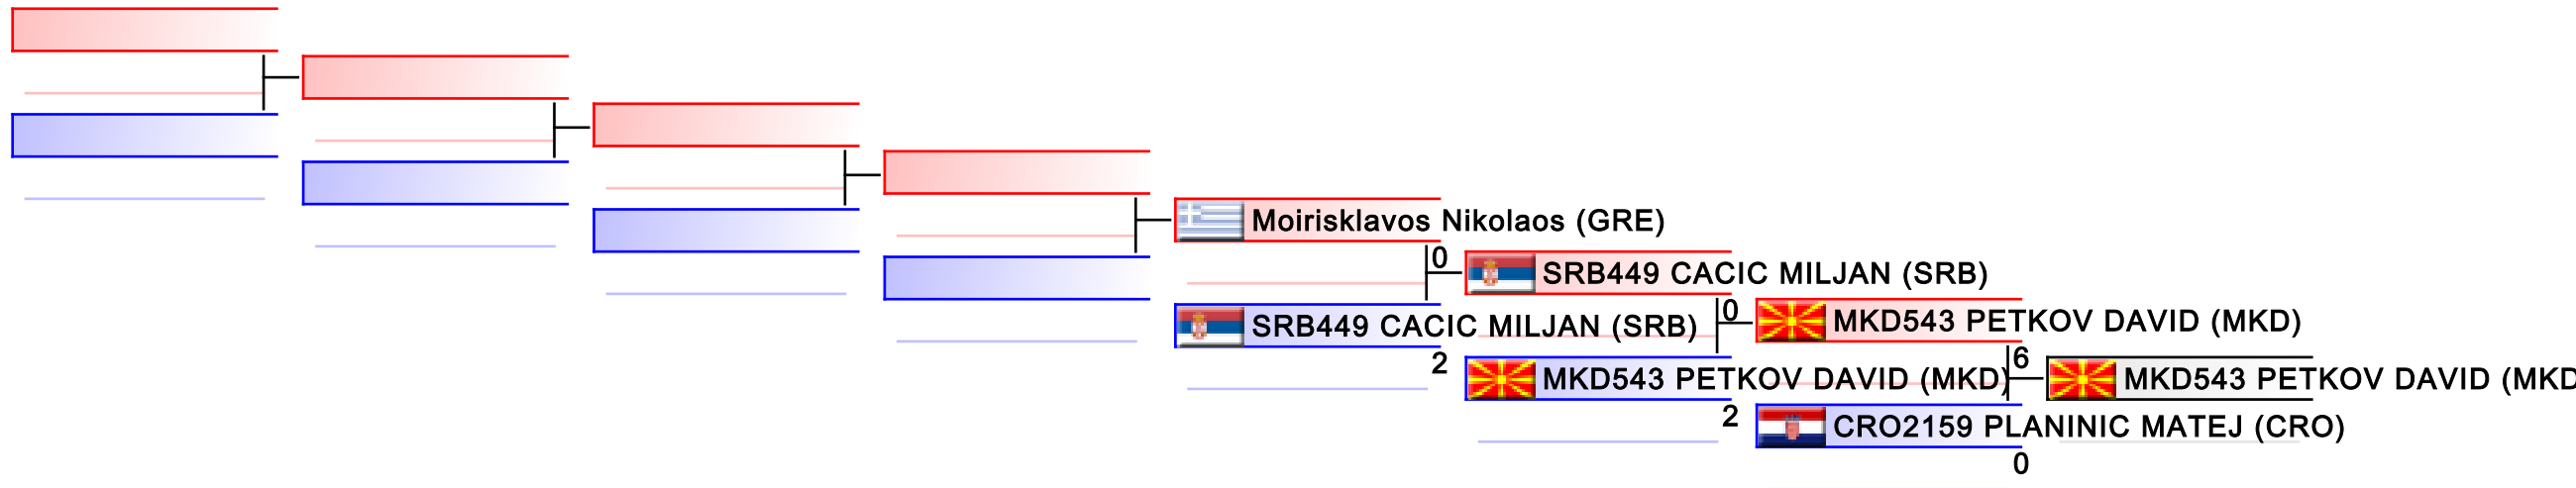 Moirisklavos Nikolaos (GRE)
0
SRB449 CACIC MILJAN (SRB)
SRB449 CACIC MILJAN (SRB)
2
0
MKD543 PETKOV DAVID (MKD)
MKD543 PETKOV DAVID (MKD)
2
6
MKD543 PETKOV DAVID (MKD
CRO2159 PLANINIC MATEJ (CRO)
0